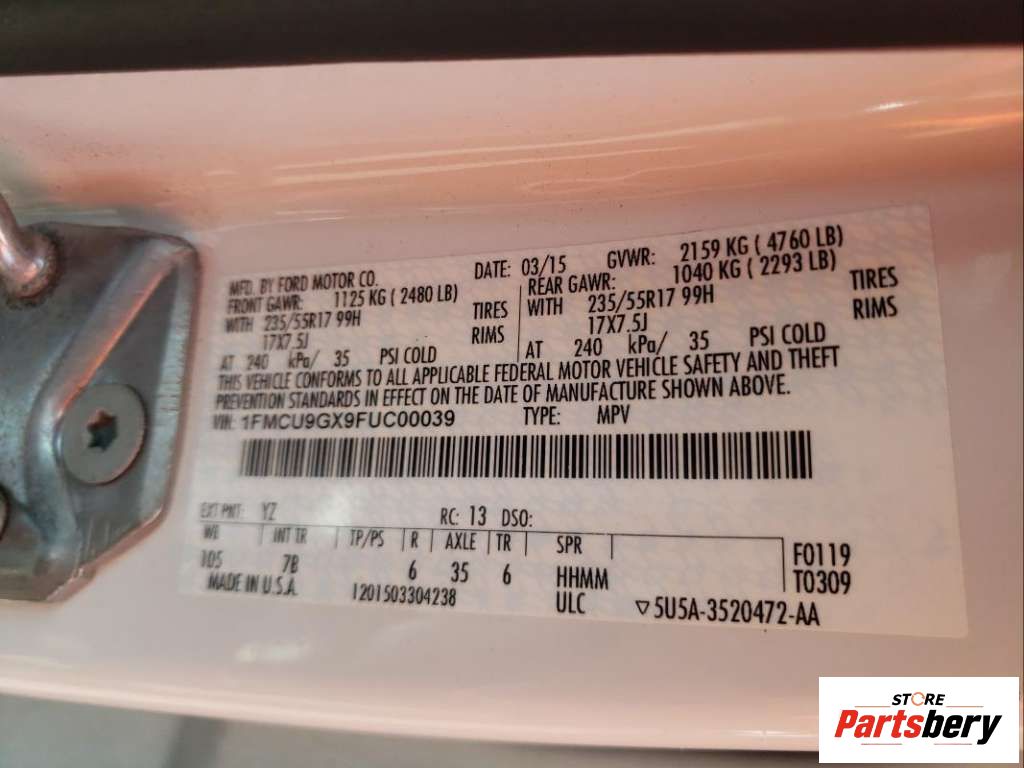 MFD. BY FORD MOTOR CO. DATE: 03/15 GVWR: 2159 KG ( 4760 LB)
FRONT GAWR: 1125 KG ( 2480 LB) REAR GAWR: 1040 KG ( 2293 LB)
WITH 235/55R17 99H TIRES WITH 235/55R17 99H TIRES
17X7.5J RIMS 17X7.5J RIMS
AT 240 kPa/ 35 PSI COLD AT 240 kPa/ 35 PSI COLD
THIS VEHICLE CONFORMS TO ALL APPLICABLE FEDERAL MOTOR VEHICLE SAFETY AND THEFT
PREVENTION STANDARDS IN EFFECT ON THE DATE OF MANUFACTURE SHOWN ABOVE.
VIN: 1FMCU9GX9FUC00039 TYPE: MPV
EXT PNT: YZ RC: 13 DSO:
WB INT TR TP/PS R AXLE TR SPR F0119
105 7B 6 35 6 HHMM T0309
MADE IN U.S.A. 1201503304238 ULC ▽5U5A-3520472-AA
STORE
Partsbery